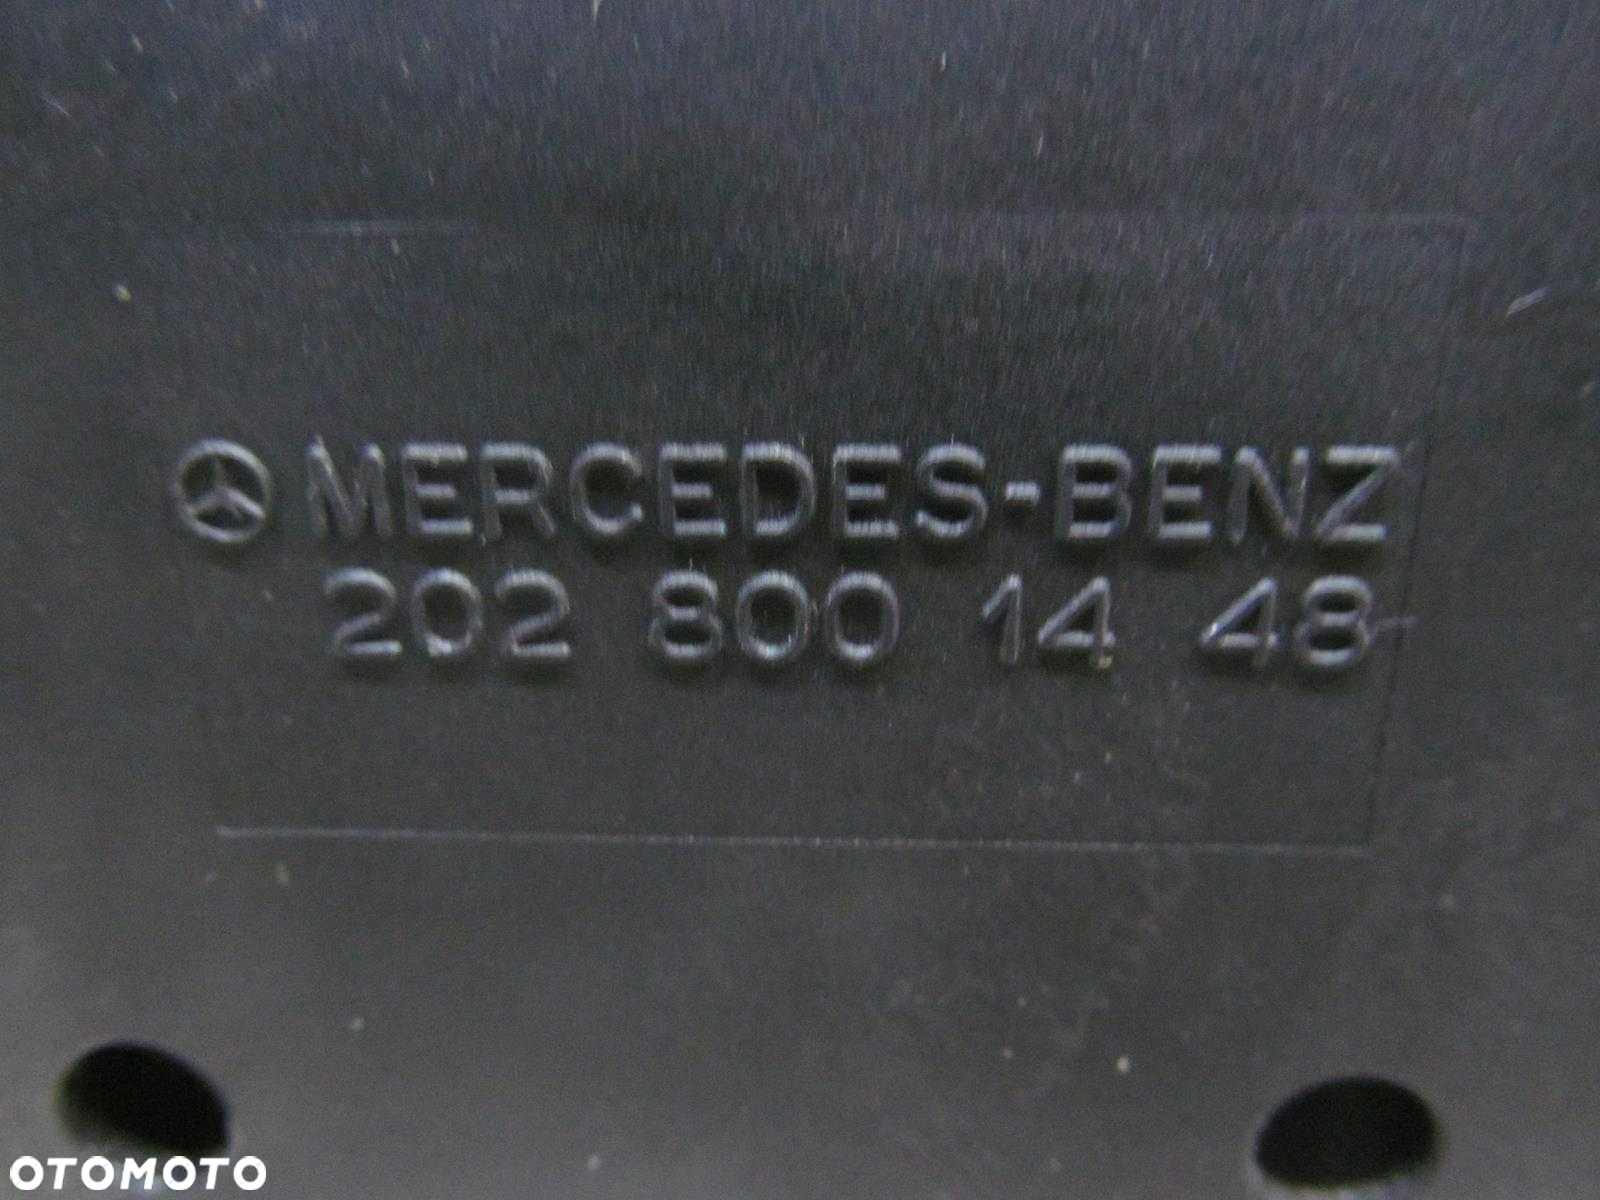 MERCEDES-BENZ
202 800 14 48
OTOMOTO